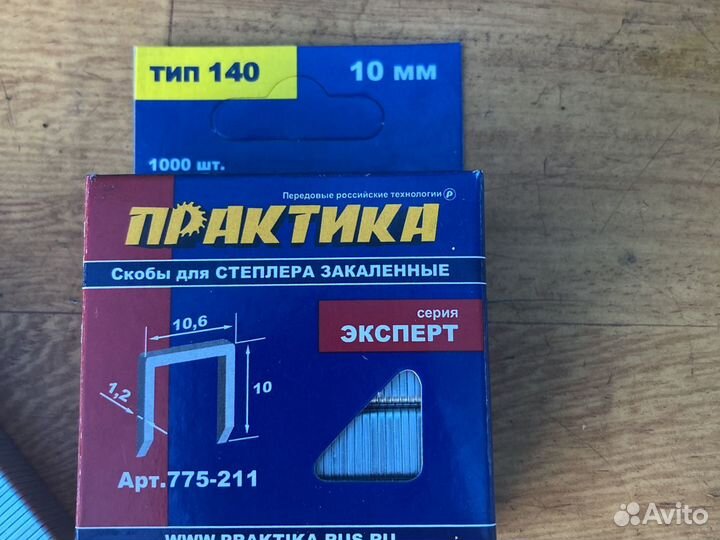 ТИП 140
10 мм
1000 шт.
Передовые российские технологии Р
ПРАКТИКА
Скобы для СТЕПЛЕРА ЗАКАЛЕННЫЕ
серия
ЭКСПЕРТ
10,6
1,2
10
Арт.775-211
WWW.PRAKTIKA.RUS.RU
Avito